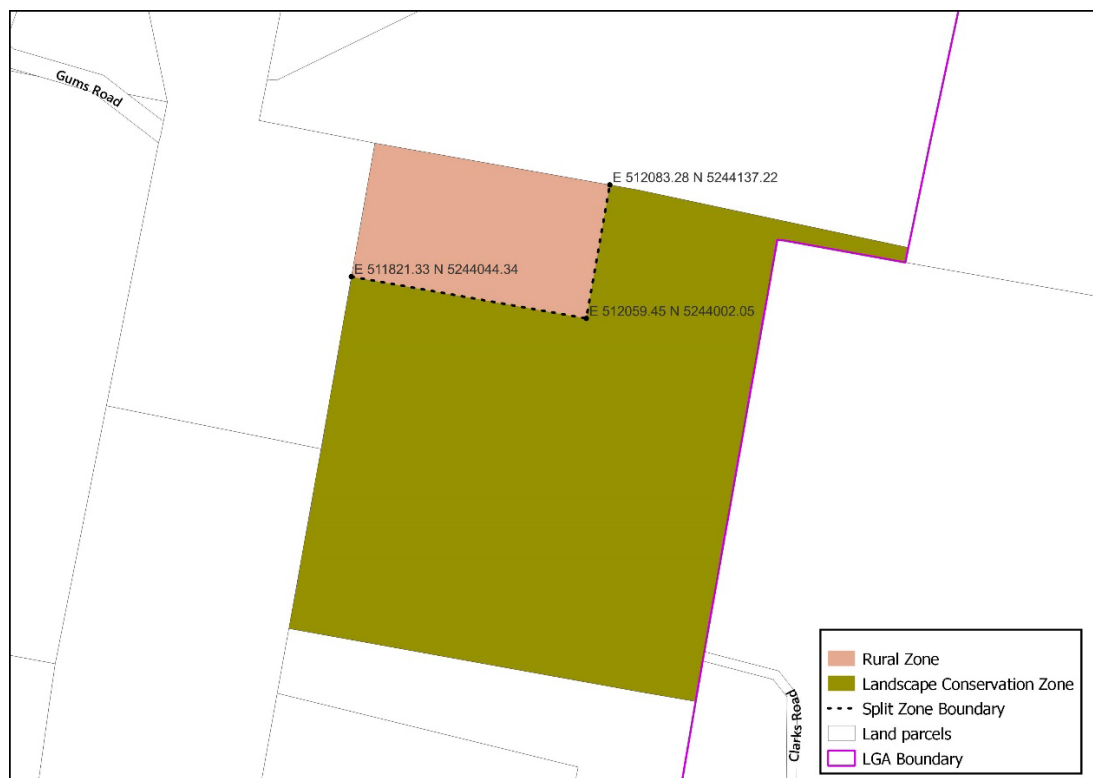 Gums Road
E 512083.28 N 5244137.22
E 511821.33 N 5244044.34
E 512059.45 N 5244002.05
Clarks Road
Rural Zone
Landscape Conservation Zone
Split Zone Boundary
Land parcels
LGA Boundary